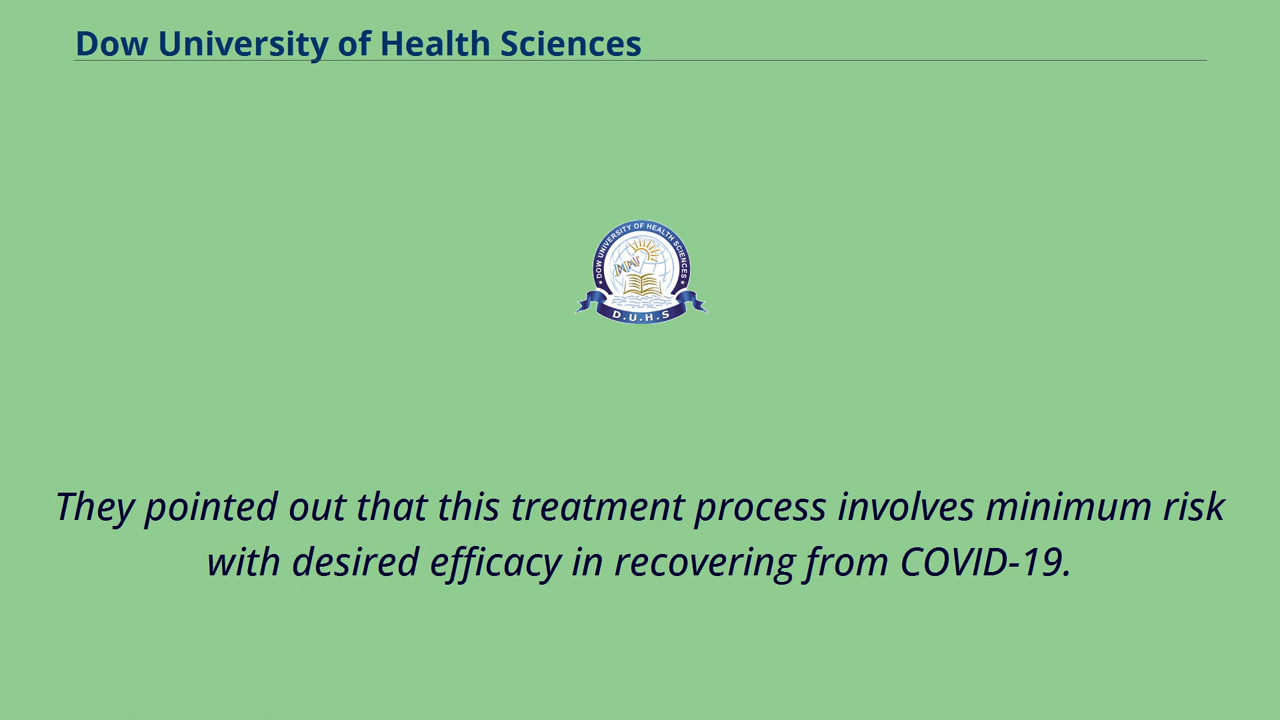 Dow University of Health Sciences
DOW UNIVERSITY OF HEALTH SCIENCES
D.U.H.S
They pointed out that this treatment process involves minimum risk
with desired efficacy in recovering from COVID-19.